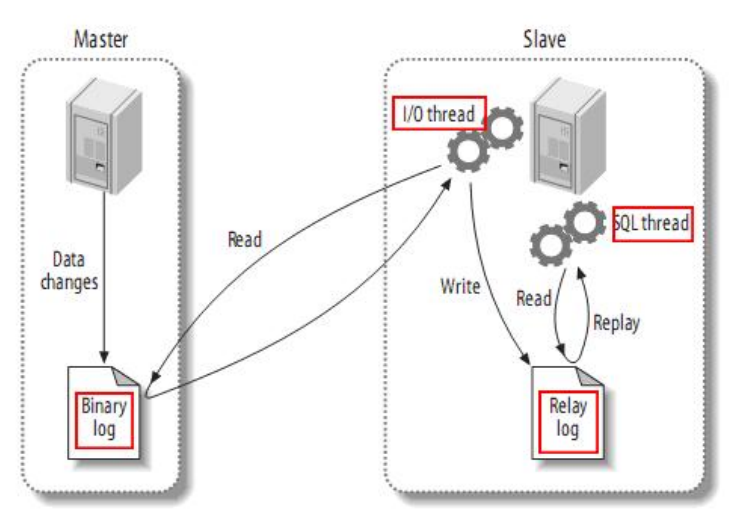 Master
Slave
I/O thread
SQL thread
Read
Data
changes
Write
Read
Replay
Binary
log
Relay
log